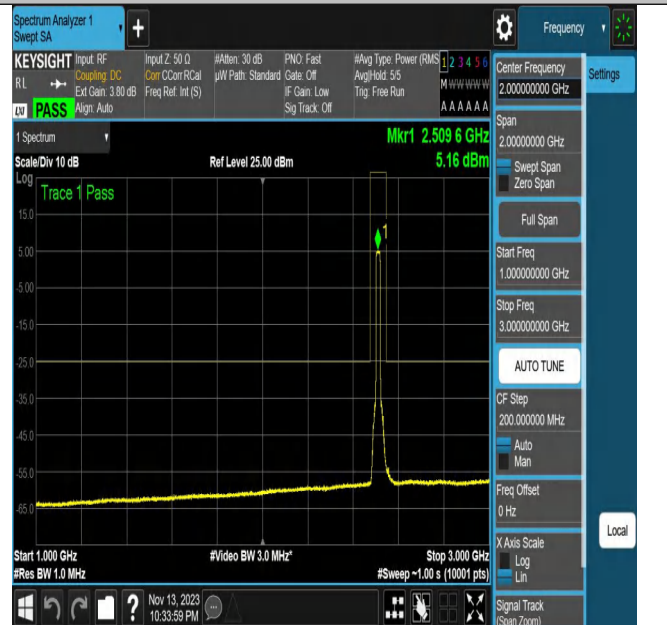 Spectrum Analyzer 1
Swept SA
+
Frequency
KEYSIGHT
Input: RF
Coupling: DC
Ext Gain: 3.80 dB
Align: Auto
Input Z: 50 Ω
Corr CCorr RCal
Freq Ref: Int (S)
#Atten: 30 dB
µW Path: Standard
PNO: Fast
Gate: Off
IF Gain: Low
Sig Track: Off
#Avg Type: Power (RMS
Avg|Hold: 5/5
Trig: Free Run
1 2 3 4 5 6
M W W W W W
A A A A A A
R L
LXI
PASS
1 Spectrum
Scale/Div 10 dB
Ref Level 25.00 dBm
Mkr1 2.509 6 GHz
5.16 dBm
Log
Trace 1 Pass
1
15.0
5.00
-5.00
-15.0
-25.0
-35.0
-45.0
-55.0
-65.0
Start 1.000 GHz
#Video BW 3.0 MHz*
Stop 3.000 GHz
#Res BW 1.0 MHz
#Sweep ~1.00 s (10001 pts)
Nov 13, 2023
10:33:59 PM
?
Center Frequency
2.000000000 GHz
Settings
Span
2.00000000 GHz
Swept Span
Zero Span
Full Span
Start Freq
1.000000000 GHz
Stop Freq
3.000000000 GHz
AUTO TUNE
CF Step
200.000000 MHz
Auto
Man
Freq Offset
0 Hz
Local
X Axis Scale
Log
Lin
Signal Track
(Span Zoom)